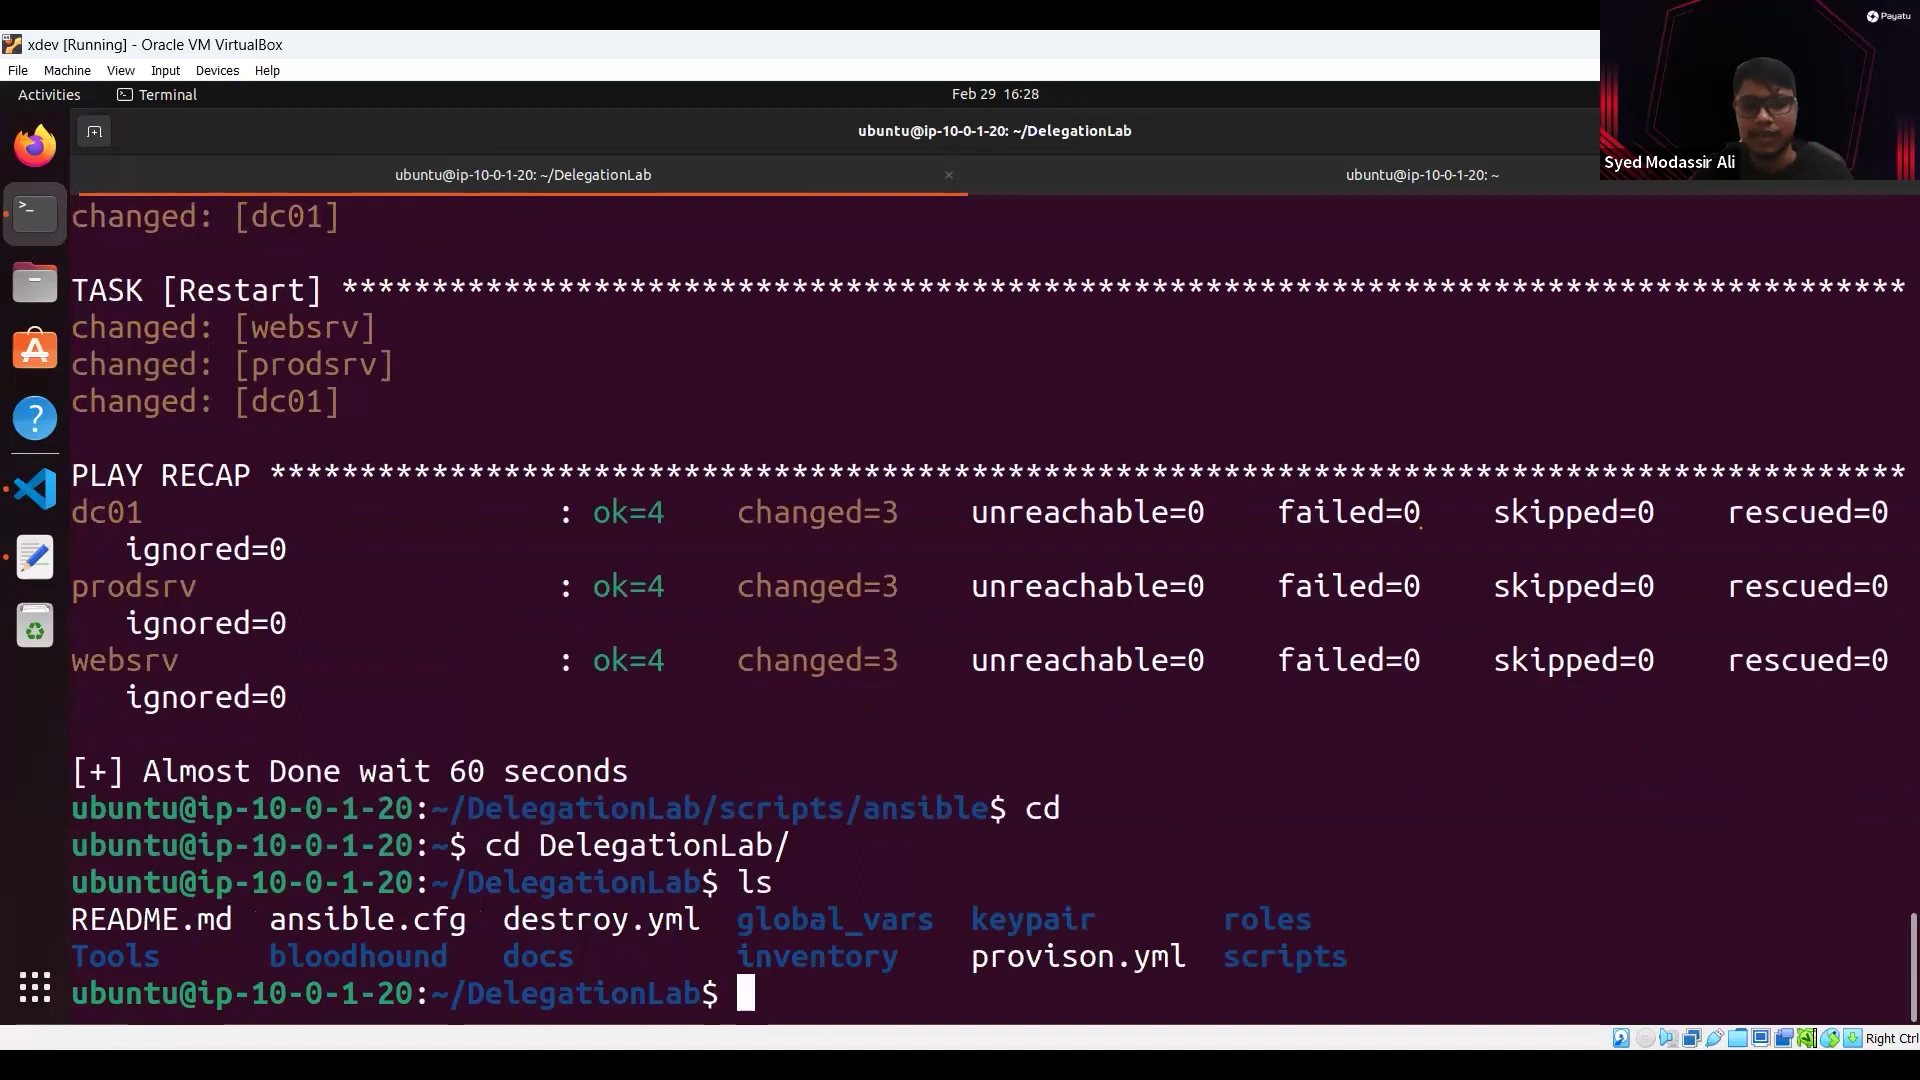 Payatu
xdev [Running] - Oracle VM VirtualBox
File Machine View Input Devices Help
Activities Terminal Feb 29 16:28
ubuntu@ip-10-0-1-20: ~/DelegationLab
ubuntu@ip-10-0-1-20: ~/DelegationLab × ubuntu@ip-10-0-1-20: ~
Syed Modassir Ali
changed: [dc01]
TASK [Restart] ***************************************************************************************
changed: [websrv]
changed: [prodsrv]
changed: [dc01]
PLAY RECAP *******************************************************************************************
dc01 : ok=4 changed=3 unreachable=0 failed=0 skipped=0 rescued=0
ignored=0
prodsrv : ok=4 changed=3 unreachable=0 failed=0 skipped=0 rescued=0
ignored=0
websrv : ok=4 changed=3 unreachable=0 failed=0 skipped=0 rescued=0
ignored=0
[+] Almost Done wait 60 seconds
ubuntu@ip-10-0-1-20:~/DelegationLab/scripts/ansible$ cd
ubuntu@ip-10-0-1-20:~$ cd DelegationLab/
ubuntu@ip-10-0-1-20:~/DelegationLab$ ls
README.md ansible.cfg destroy.yml global_vars keypair roles
Tools bloodhound docs inventory provison.yml scripts
ubuntu@ip-10-0-1-20:~/DelegationLab$
Right Ctrl